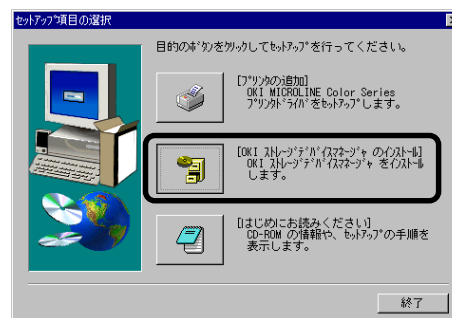 セットアップ項目の選択
目的のﾎﾞﾀﾝをｸﾘｯｸしてｾｯﾄｱｯﾌﾟを行ってください。
[ﾌﾟﾘﾝﾀの追加]
OKI MICROLINE Color Series
ﾌﾟﾘﾝﾀﾄﾞﾗｲﾊﾞをｾｯﾄｱｯﾌﾟします。
[OKI ｽﾄﾚｰｼﾞﾃﾞﾊﾞｲｽﾏﾈｰｼﾞｬ のｲﾝｽﾄｰﾙ]
OKI ｽﾄﾚｰｼﾞﾃﾞﾊﾞｲｽﾏﾈｰｼﾞｬ をｲﾝｽﾄｰﾙ
します。
[はじめにお読みください]
CD-ROM の情報や、ｾｯﾄｱｯﾌﾟの手順を
表示します。
終了